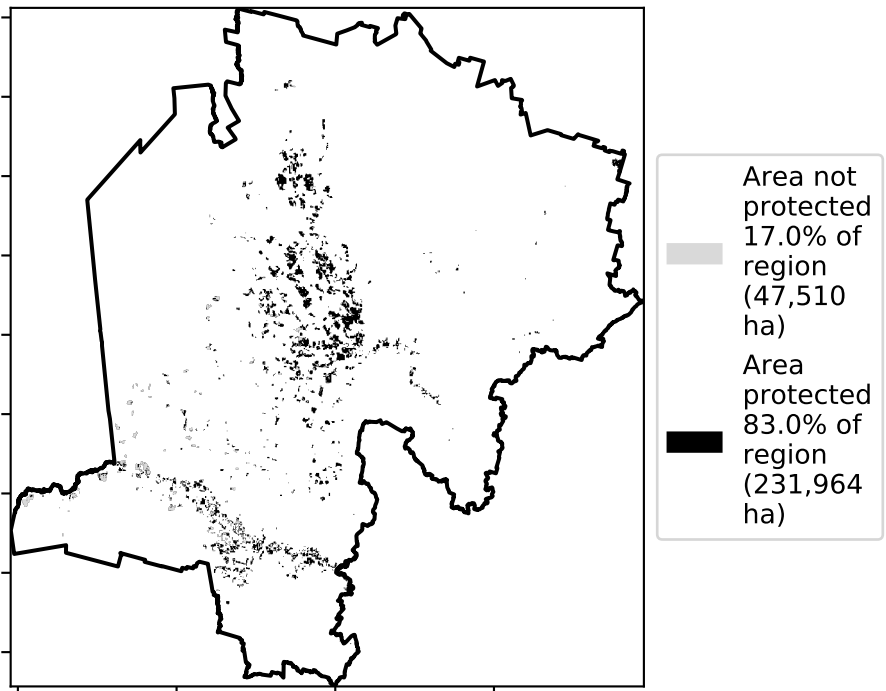 Area not
protected
17.0% of
region
(47,510
ha)
Area
protected
83.0% of
region
(231,964
ha)